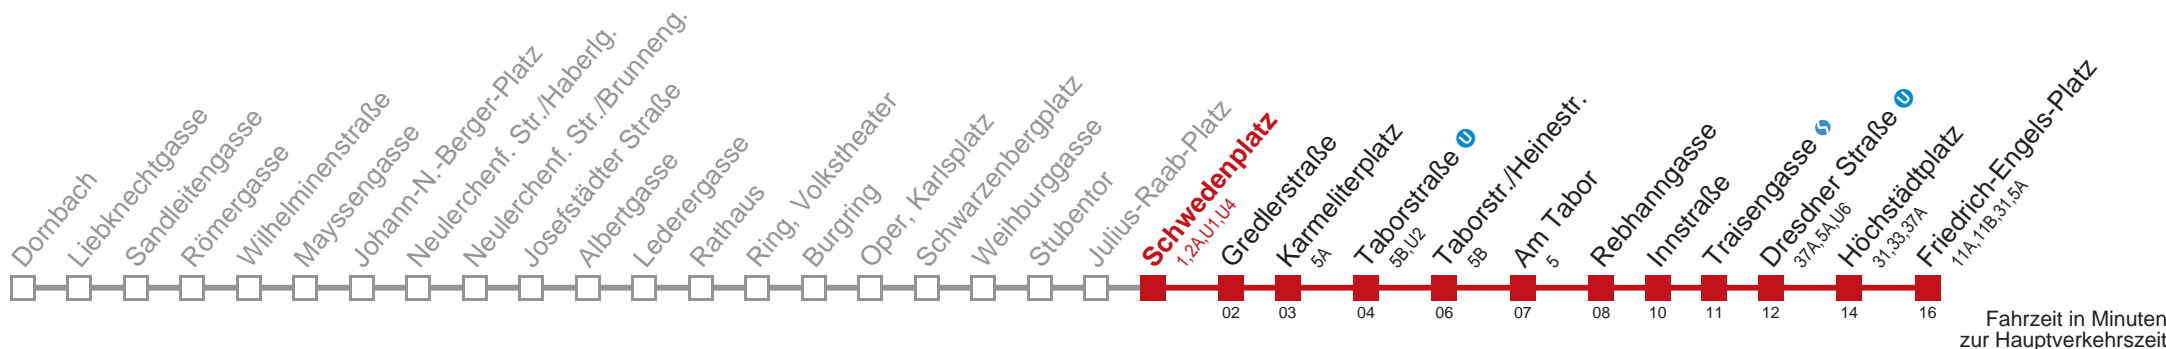 Dornbach
Liebknechtgasse
Sandleitengasse
Römergasse
Wilhelminenstraße
Mayssengasse
Johann-N.-Berger-Platz
Neulerchenf. Str./Haberlg.
Neulerchenf. Str./Brunneng.
Josefstädter Straße
Albertgasse
Lederergasse
Rathaus
Ring, Volkstheater
Burgring
Oper, Karlsplatz
Schwarzenbergplatz
Weihburggasse
Stubentor
Julius-Raab-Platz
Schwedenplatz
1,2A,U1,U4
Gredlerstraße
02
Karmeliterplatz
5A
03
Taborstraße U
5B,U2
04
Taborstr./Heinestr.
5B
06
Am Tabor
5
07
Rebhanngasse
08
Innstraße
10
Traisengasse
11
Dresdner Straße U
37A,5A,U6
12
Höchstädtplatz
31,33,37A
14
Friedrich-Engels-Platz
11A,11B,31,5A
16
Fahrzeit in Minuten
zur Hauptverkehrszeit